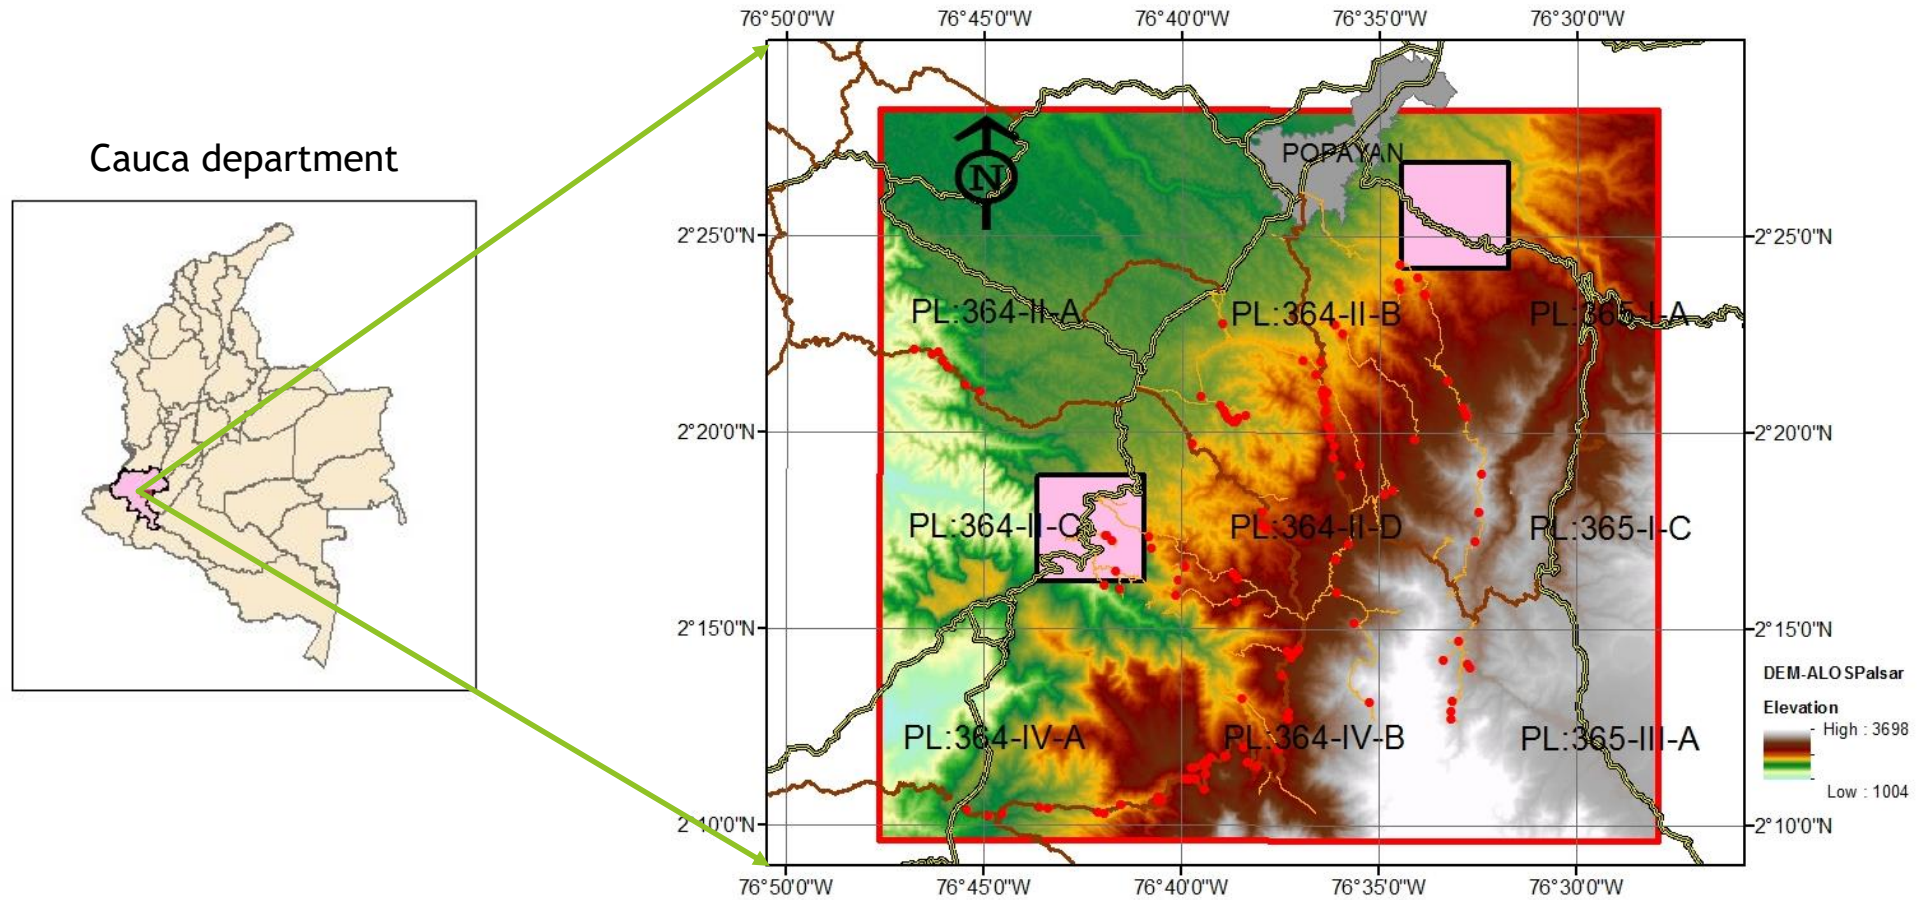 Cauca department
76°50'0"W 76°45'0"W 76°40'0"W 76°35'0"W 76°30'0"W
N
POPAYAN
2°25'0"N 2°25'0"N
PL:364-II-A PL:364-II-B PL:365-I-A
2°20'0"N 2°20'0"N
PL:364-II-C PL:364-II-D PL:365-I-C
2°15'0"N 2°15'0"N
DEM-ALOSPalsar
Elevation
High : 3698
Low : 1004
PL:364-IV-A PL:364-IV-B PL:365-III-A
2°10'0"N 2°10'0"N
76°50'0"W 76°45'0"W 76°40'0"W 76°35'0"W 76°30'0"W